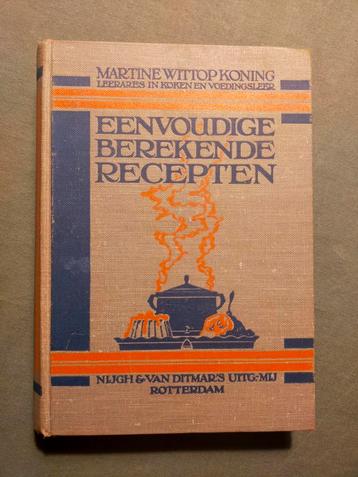 MARTINE WITTOP KONING
LEERARES IN KOKEN EN VOEDINGSLEER
EENVOUDIGE
BEREKENDE
RECEPTEN
NIJGH & VAN DITMAR'S UITG.-MIJ
ROTTERDAM